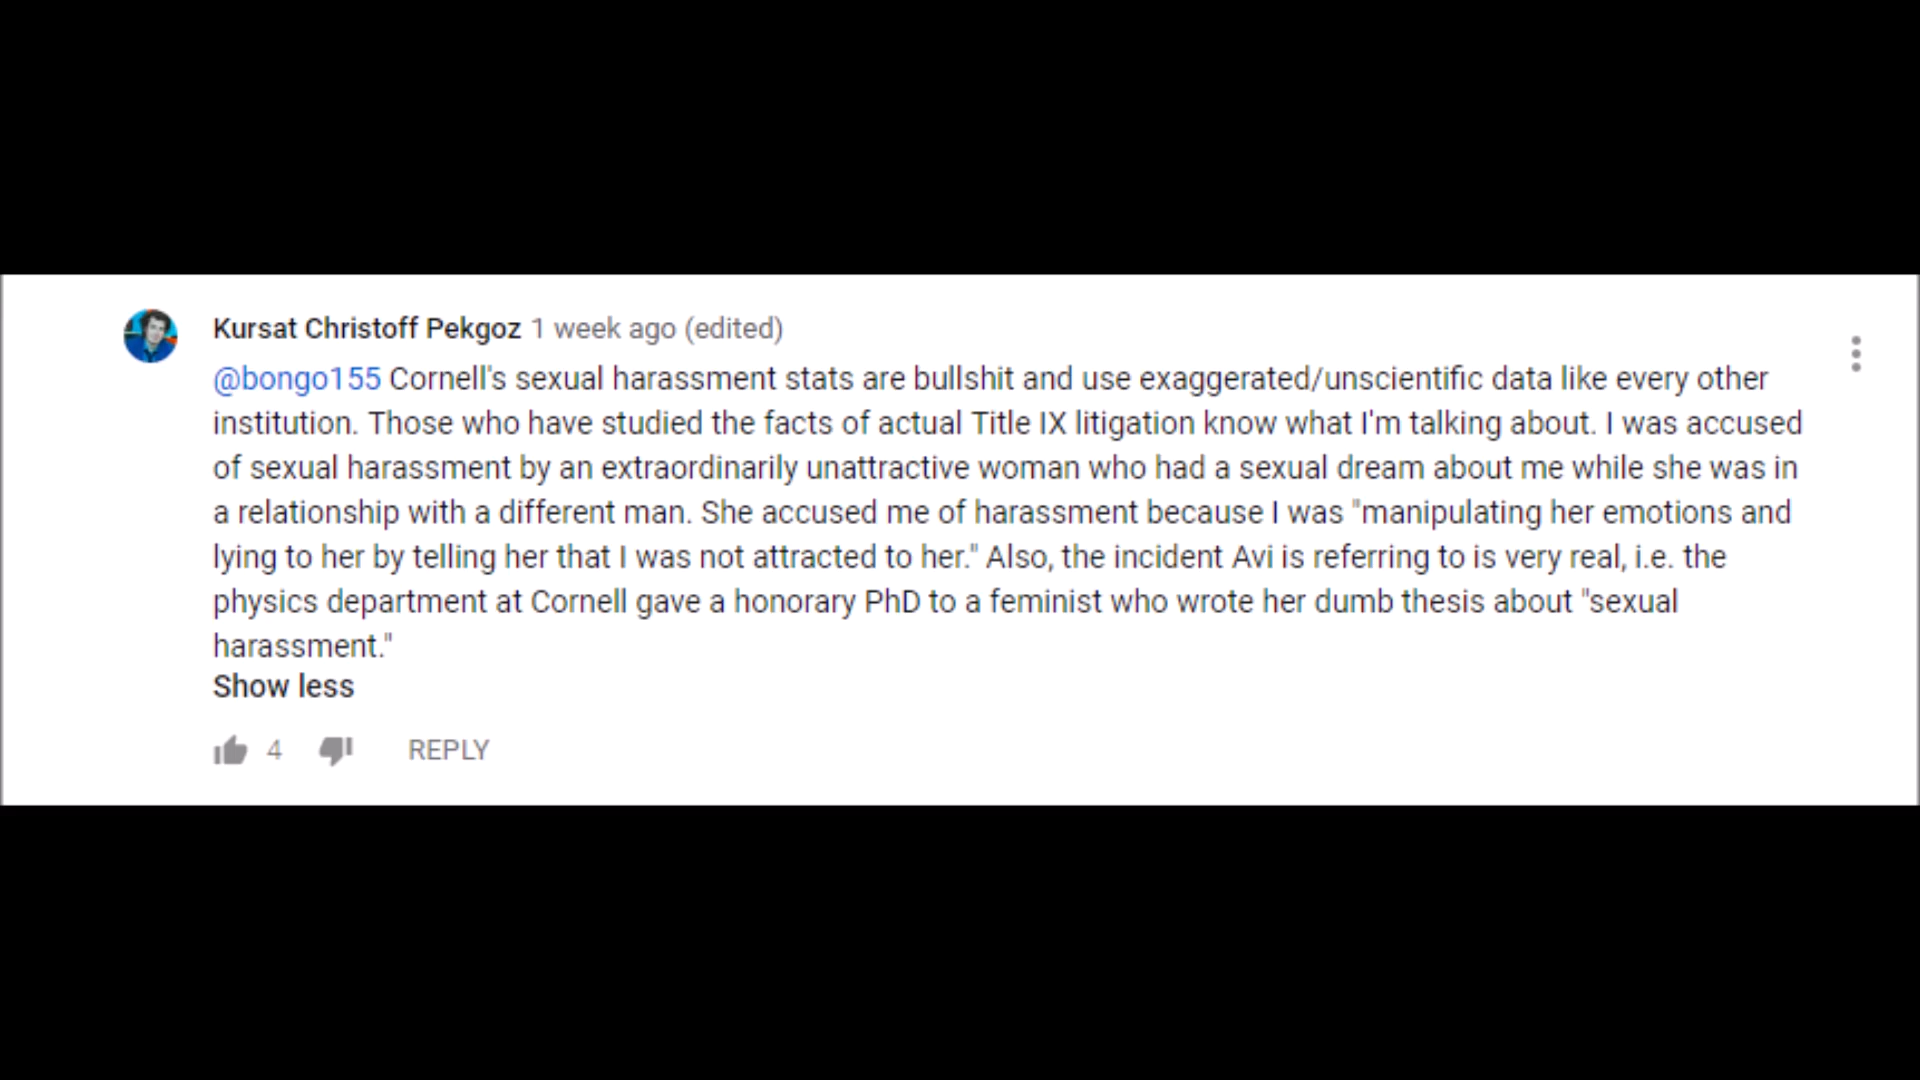 Kursat Christoff Pekgoz 1 week ago (edited)
@bongo155 Cornell's sexual harassment stats are bullshit and use exaggerated/unscientific data like every other
institution. Those who have studied the facts of actual Title IX litigation know what I'm talking about. I was accused
of sexual harassment by an extraordinarily unattractive woman who had a sexual dream about me while she was in
a relationship with a different man. She accused me of harassment because I was "manipulating her emotions and
lying to her by telling her that I was not attracted to her." Also, the incident Avi is referring to is very real, i.e. the
physics department at Cornell gave a honorary PhD to a feminist who wrote her dumb thesis about "sexual
harassment."
Show less
4 REPLY